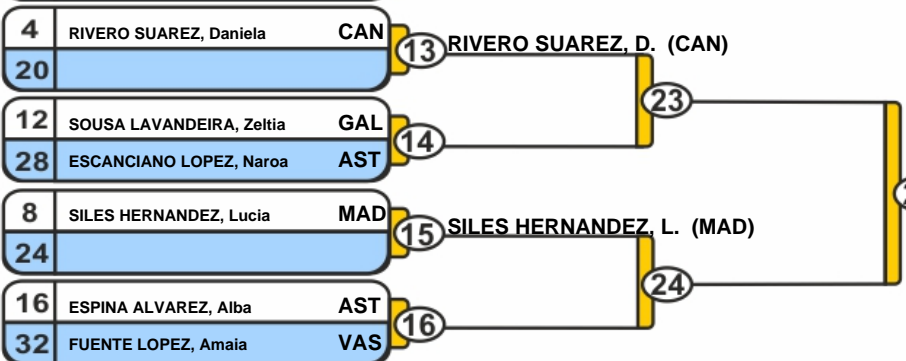 4 RIVERO SUAREZ, Daniela CAN
13 RIVERO SUAREZ, D. (CAN)
20
23
12 SOUSA LAVANDEIRA, Zeltia GAL
14
28 ESCANCIANO LOPEZ, Naroa AST
8 SILES HERNANDEZ, Lucia MAD
15 SILES HERNANDEZ, L. (MAD)
24
24
16 ESPINA ALVAREZ, Alba AST
16
32 FUENTE LOPEZ, Amaia VAS